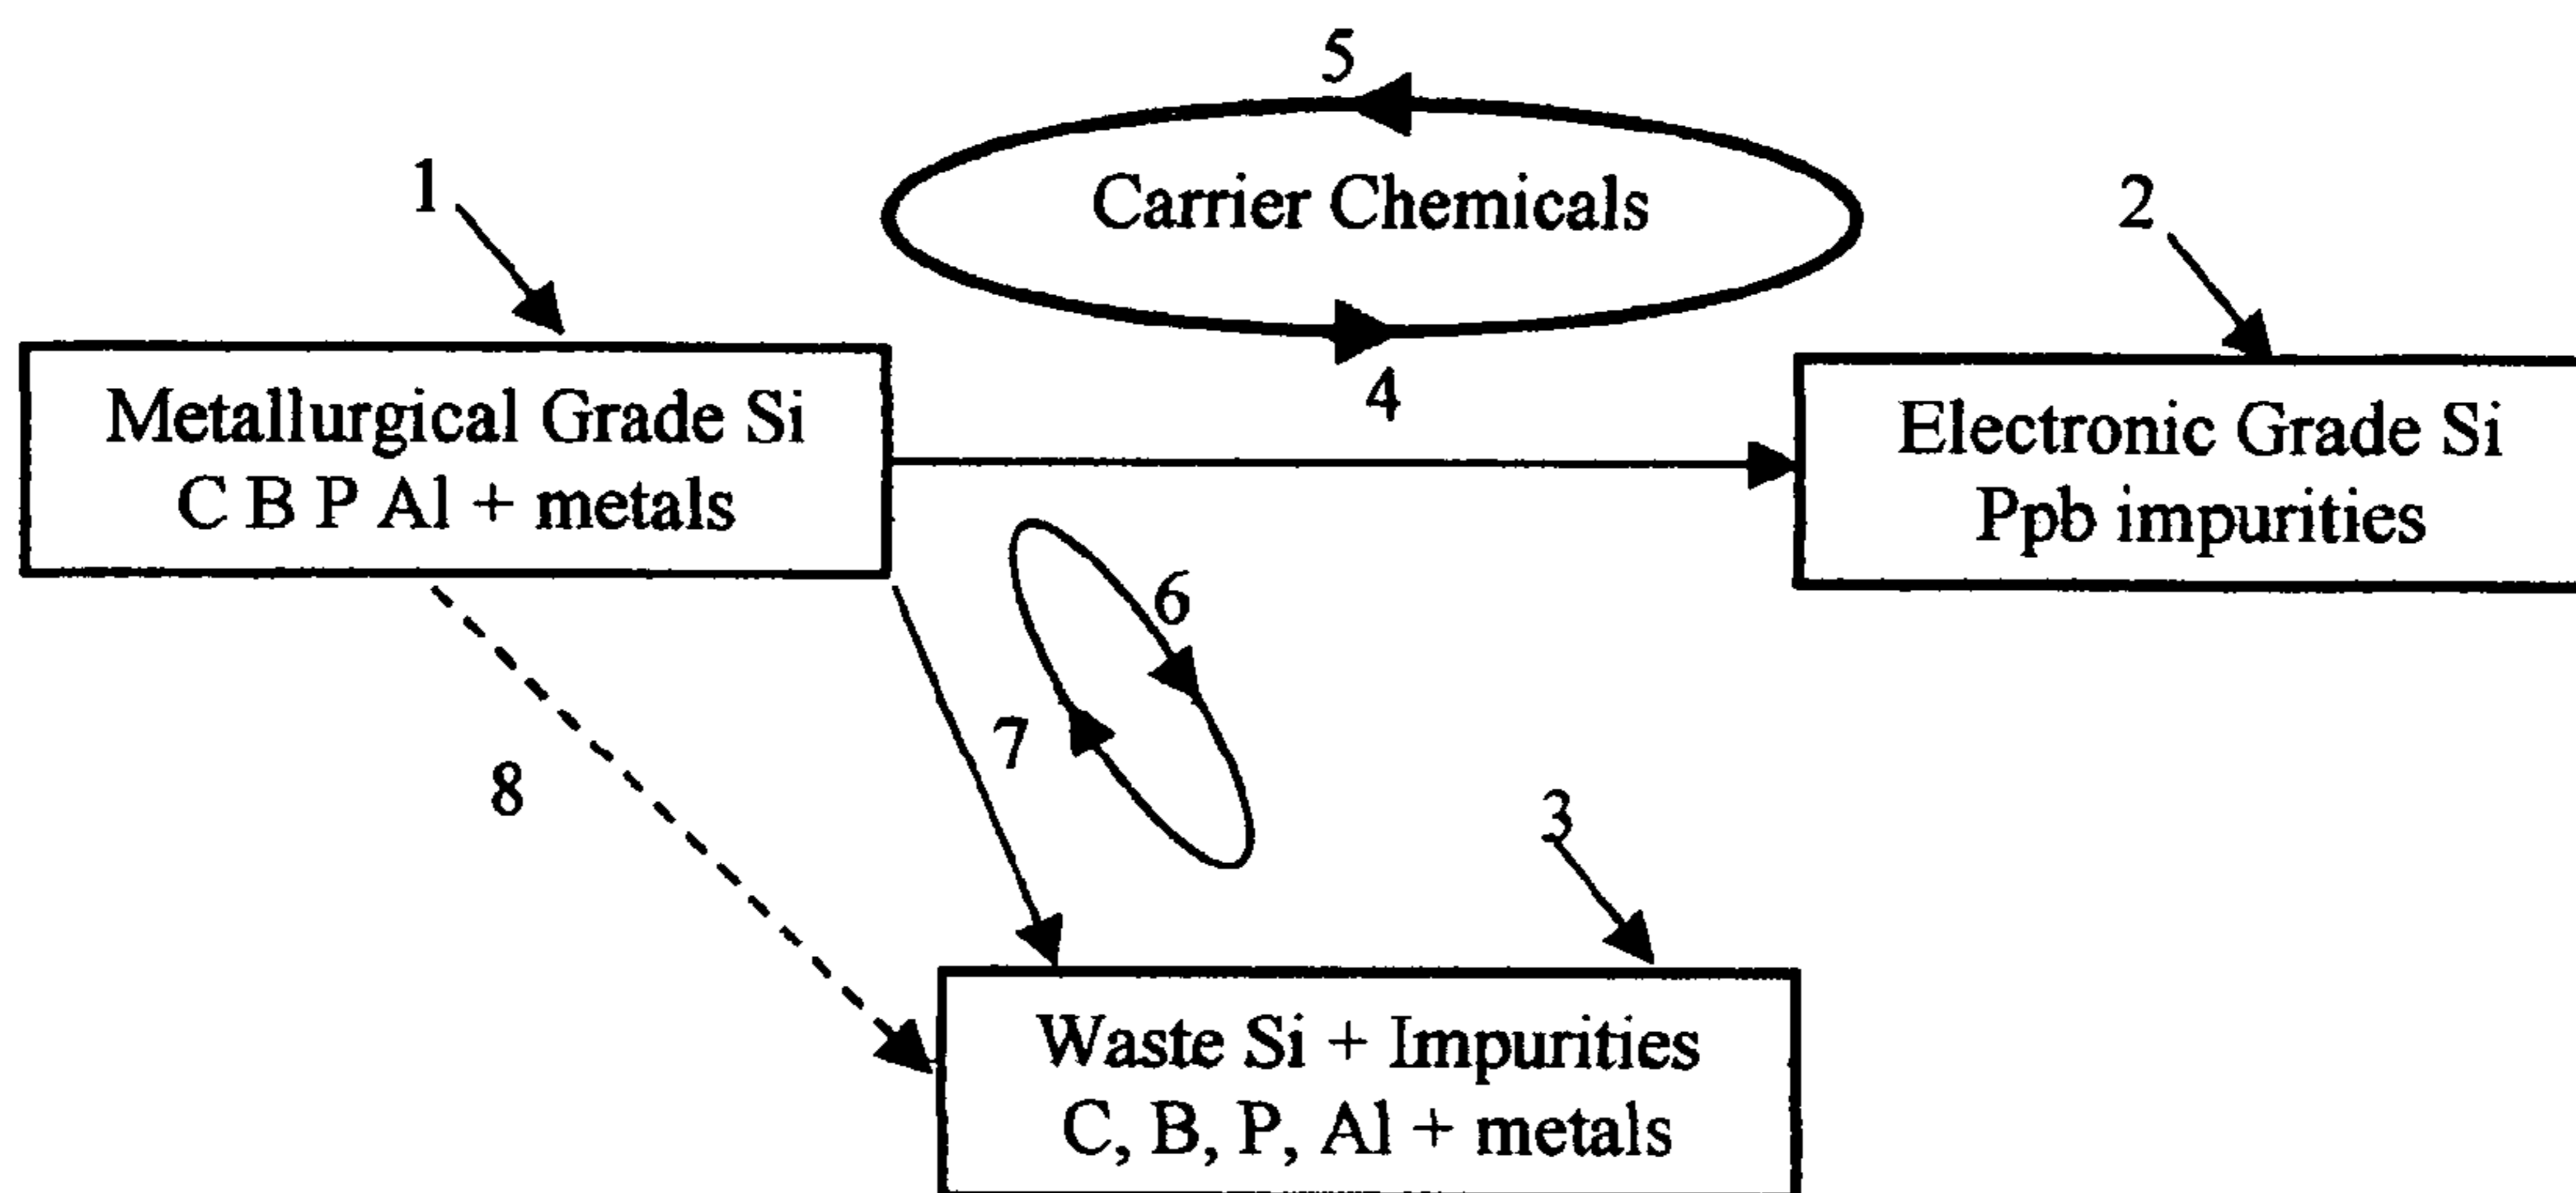 5
Carrier Chemicals
1
2
4
Metallurgical Grade Si
C B P Al + metals
Electronic Grade Si
Ppb impurities
6
7
8
3
Waste Si + Impurities
C, B, P, Al + metals